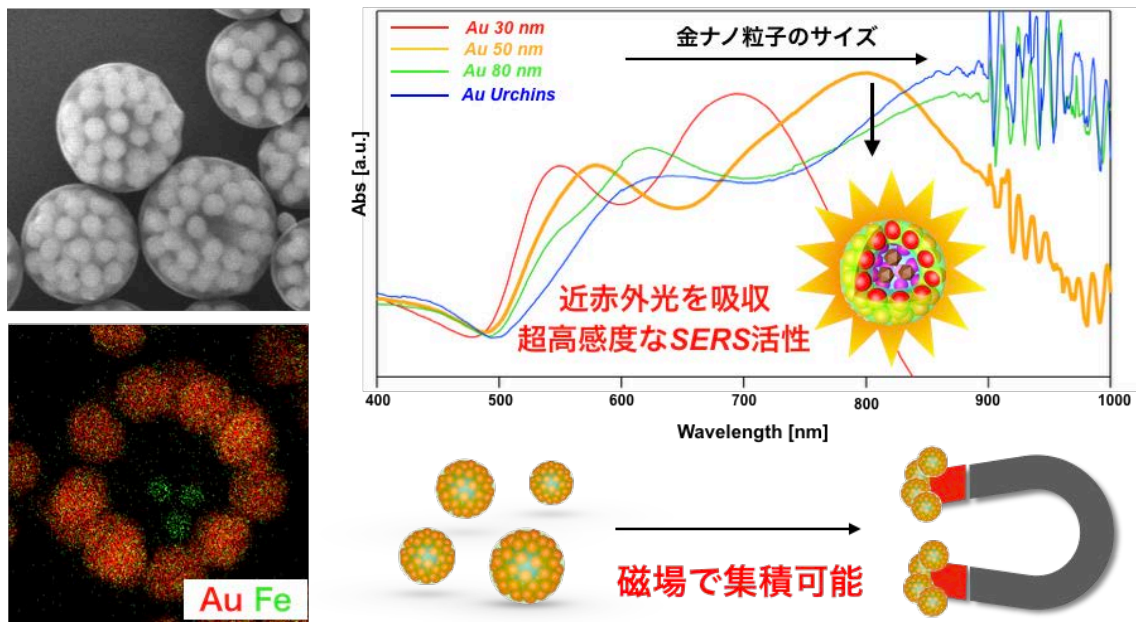 Au 30 nm
Au 50 nm
Au 80 nm
Au Urchins
金ナノ粒子のサイズ
Abs [a.u.]
近赤外光を吸収
超高感度なSERS活性
400 500 600 700 800 900 1000
Wavelength [nm]
Au Fe
磁場で集積可能